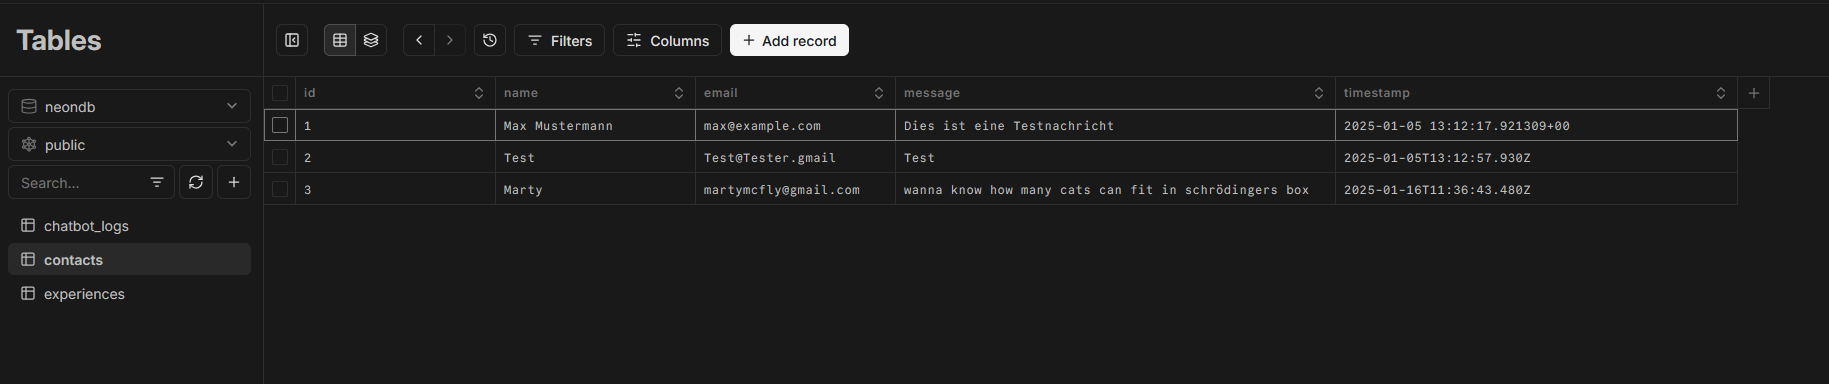 Tables
Filters
Columns
Add record
neondb
public
Search...
chatbot_logs
contacts
experiences
id name email message timestamp
1 Max Mustermann max@example.com Dies ist eine Testnachricht 2025-01-05 13:12:17.921309+00
2 Test Test@Tester.gmail Test 2025-01-05T13:12:57.930Z
3 Marty martymcfly@gmail.com wanna know how many cats can fit in schrödingers box 2025-01-16T11:36:43.480Z